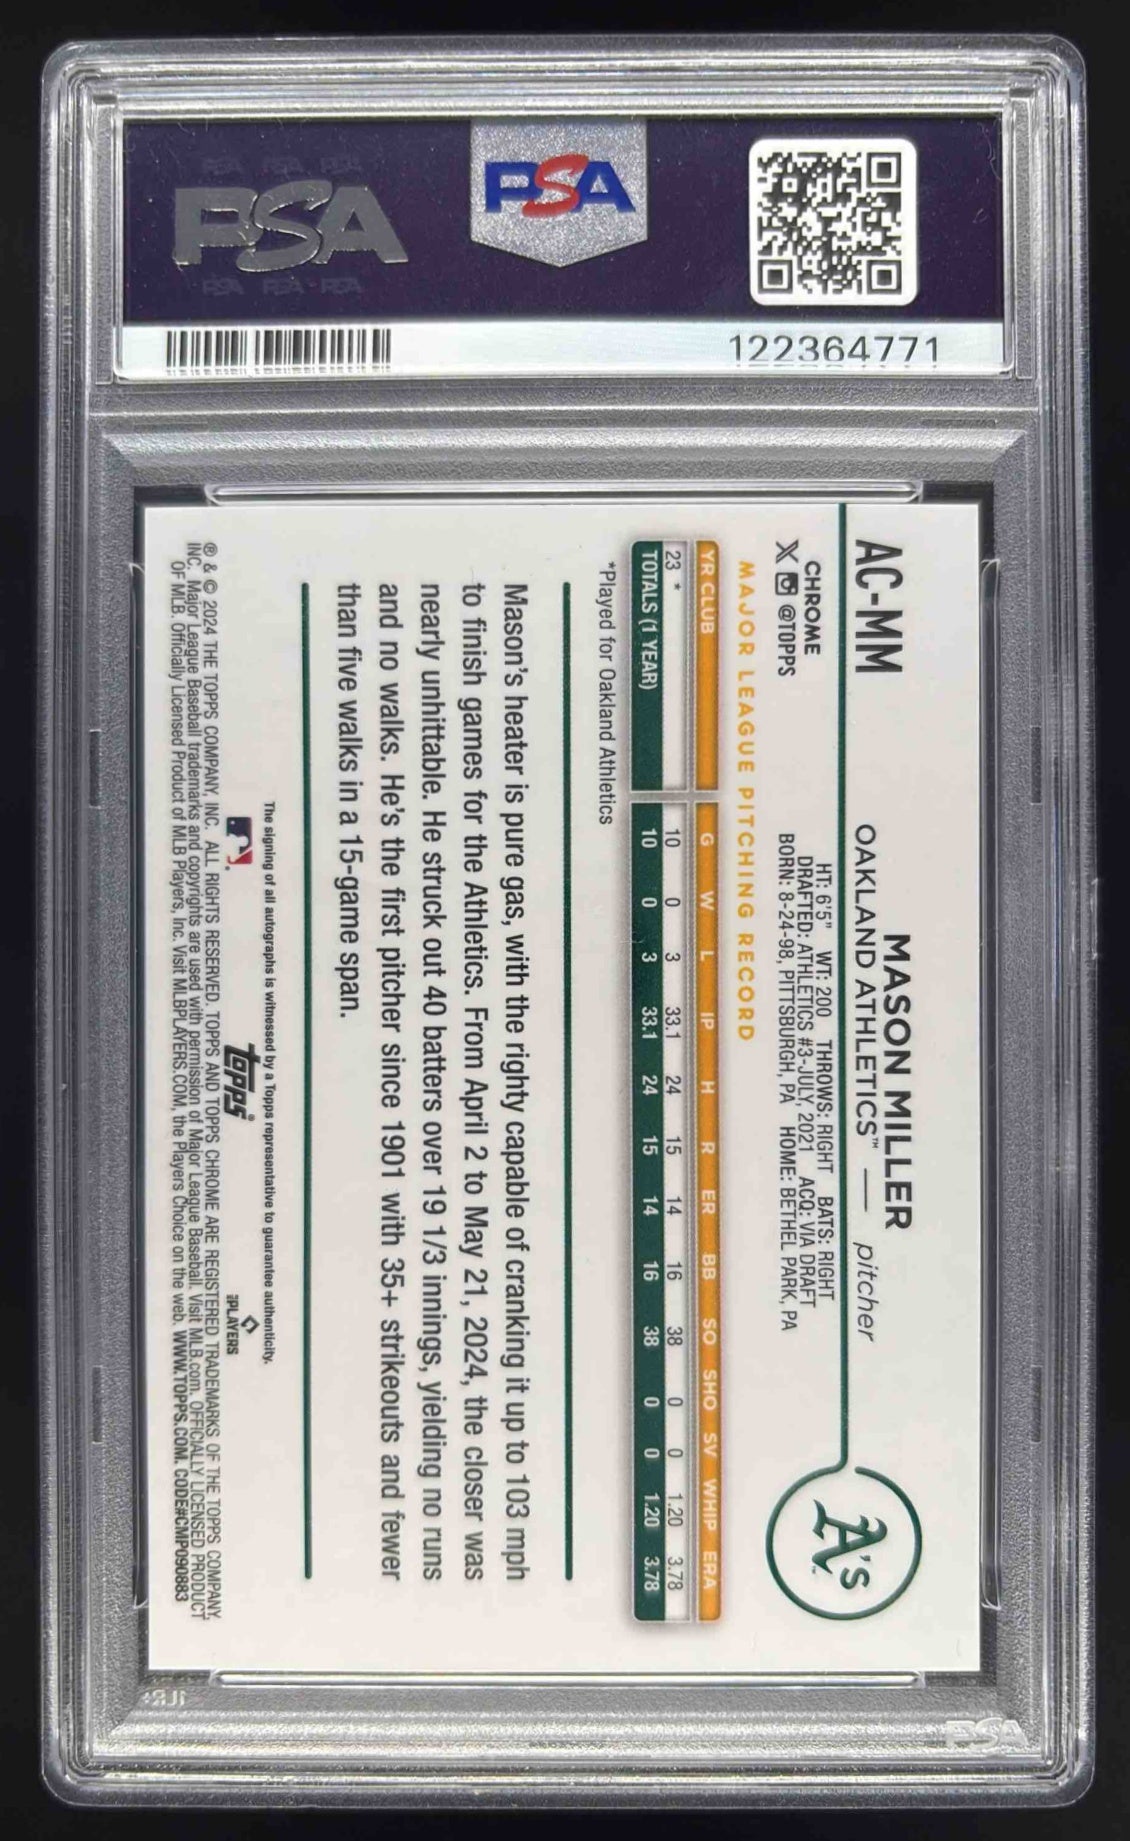 PSA
PSA
122364771
AC-MM
MASON MILLER
OAKLAND ATHLETICS™ — pitcher
CHROME
@TOPPS
HT: 6'5" WT: 200 THROWS: RIGHT BATS: RIGHT
DRAFTED: ATHLETICS #3-JULY, 2021 ACQ: VIA DRAFT
BORN: 8-24-98, PITTSBURGH, PA HOME: BETHEL PARK, PA
A's
MAJOR LEAGUE PITCHING RECORD
YR CLUB G W L IP H R ER BB SO SHO SV WHIP ERA
23 * 10 0 3 33.1 24 15 14 16 38 0 0 1.20 3.78
TOTALS (1 YEAR) 10 0 3 33.1 24 15 14 16 38 0 0 1.20 3.78
*Played for Oakland Athletics
Mason's heater is pure gas, with the righty capable of cranking it up to 103 mph
to finish games for the Athletics. From April 2 to May 21, 2024, the closer was
nearly unhittable. He struck out 40 batters over 19 1/3 innings, yielding no runs
and no walks. He's the first pitcher since 1901 with 35+ strikeouts and fewer
than five walks in a 15-game span.
The signing of all autographs is witnessed by a Topps representative to guarantee authenticity.
topps®
PLAYERS
® & © 2024 THE TOPPS COMPANY, INC. ALL RIGHTS RESERVED. TOPPS AND TOPPS CHROME ARE REGISTERED TRADEMARKS OF THE TOPPS COMPANY,
INC. Major League Baseball trademarks and copyrights are used with permission of Major League Baseball. Visit MLB.com. OFFICIALLY LICENSED PRODUCT
OF MLB. Officially Licensed Product of MLB Players, Inc. Visit MLBPLAYERS.COM, the Players Choice on the web. WWW.TOPPS.COM. CODE#CMP090883
PSA